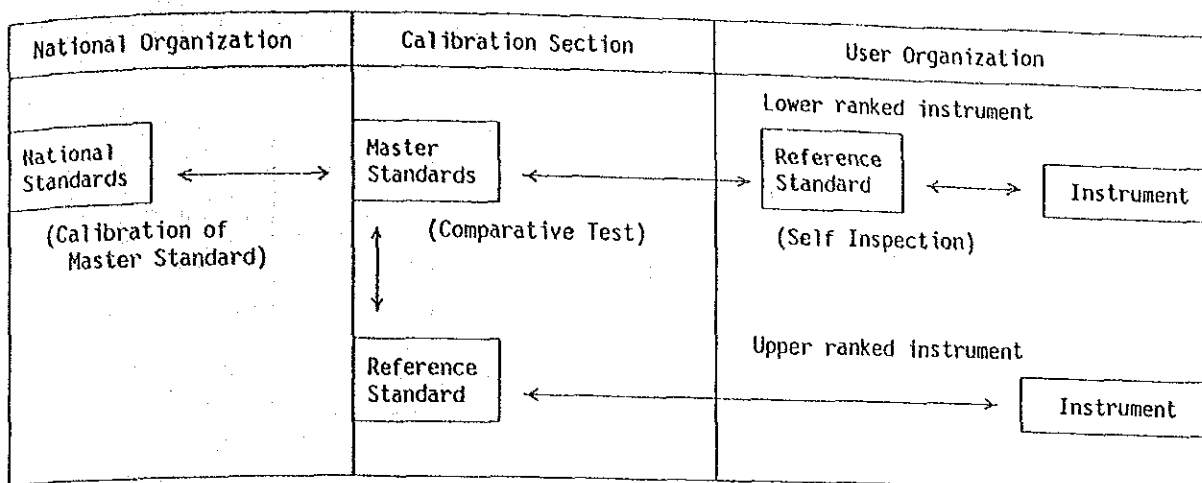 National Organization
Calibration Section
User Organization
Lower ranked instrument
National
Standards
Master
Standards
Reference
Standard
Instrument
(Calibration of
Master Standard)
(Comparative Test)
(Self Inspection)
Upper ranked instrument
Reference
Standard
Instrument